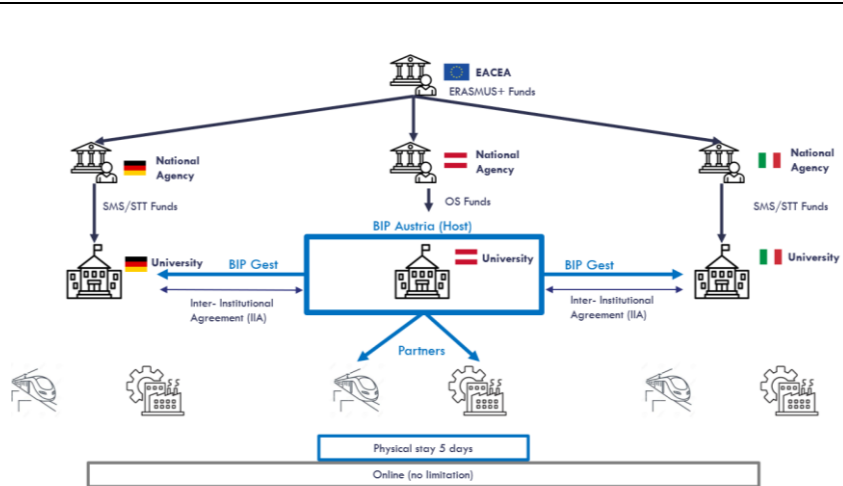 EACEA
ERASMUS+ Funds
National
Agency
National
Agency
National
Agency
SMS/STT Funds
OS Funds
SMS/STT Funds
BIP Austria (Host)
University
BIP Gest
University
BIP Gest
University
Inter- Institutional
Agreement (IIA)
Inter- Institutional
Agreement (IIA)
Partners
Physical stay 5 days
Online (no limitation)